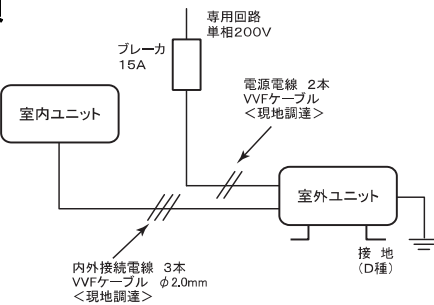 専用回路
単相200V
ブレーカ
15A
電源電線 2本
VVFケーブル
<現地調達>
室内ユニット
室外ユニット
接 地
(D種)
内外接続電線 3本
VVFケーブル φ2.0mm
<現地調達>